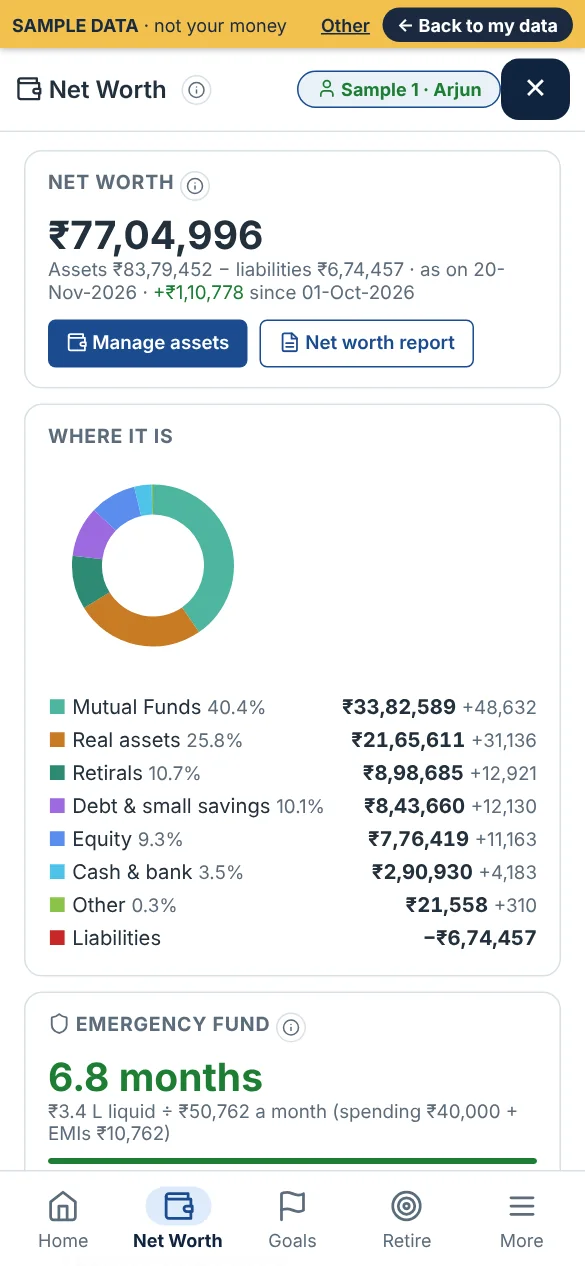 SAMPLE DATA · not your money Other ← Back to my data
Net Worth Sample 1 · Arjun ✕
NET WORTH
₹77,04,996
Assets ₹83,79,452 − liabilities ₹6,74,457 · as on 20-
Nov-2026 · +₹1,10,778 since 01-Oct-2026
Manage assets Net worth report
WHERE IT IS
Mutual Funds 40.4% ₹33,82,589 +48,632
Real assets 25.8% ₹21,65,611 +31,136
Retirals 10.7% ₹8,98,685 +12,921
Debt & small savings 10.1% ₹8,43,660 +12,130
Equity 9.3% ₹7,76,419 +11,163
Cash & bank 3.5% ₹2,90,930 +4,183
Other 0.3% ₹21,558 +310
Liabilities −₹6,74,457
EMERGENCY FUND
6.8 months
₹3.4 L liquid ÷ ₹50,762 a month (spending ₹40,000 +
EMIs ₹10,762)
Home Net Worth Goals Retire More